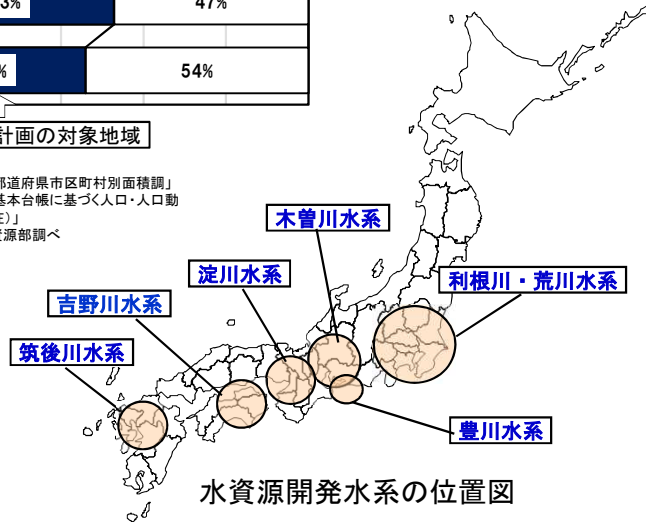 47%
54%
計画の対象地域
都道府県市区町村別面積調」
基本台帳に基づく人口・人口動
在）」
資源部調べ
木曽川水系
淀川水系
利根川・荒川水系
吉野川水系
筑後川水系
豊川水系
水資源開発水系の位置図